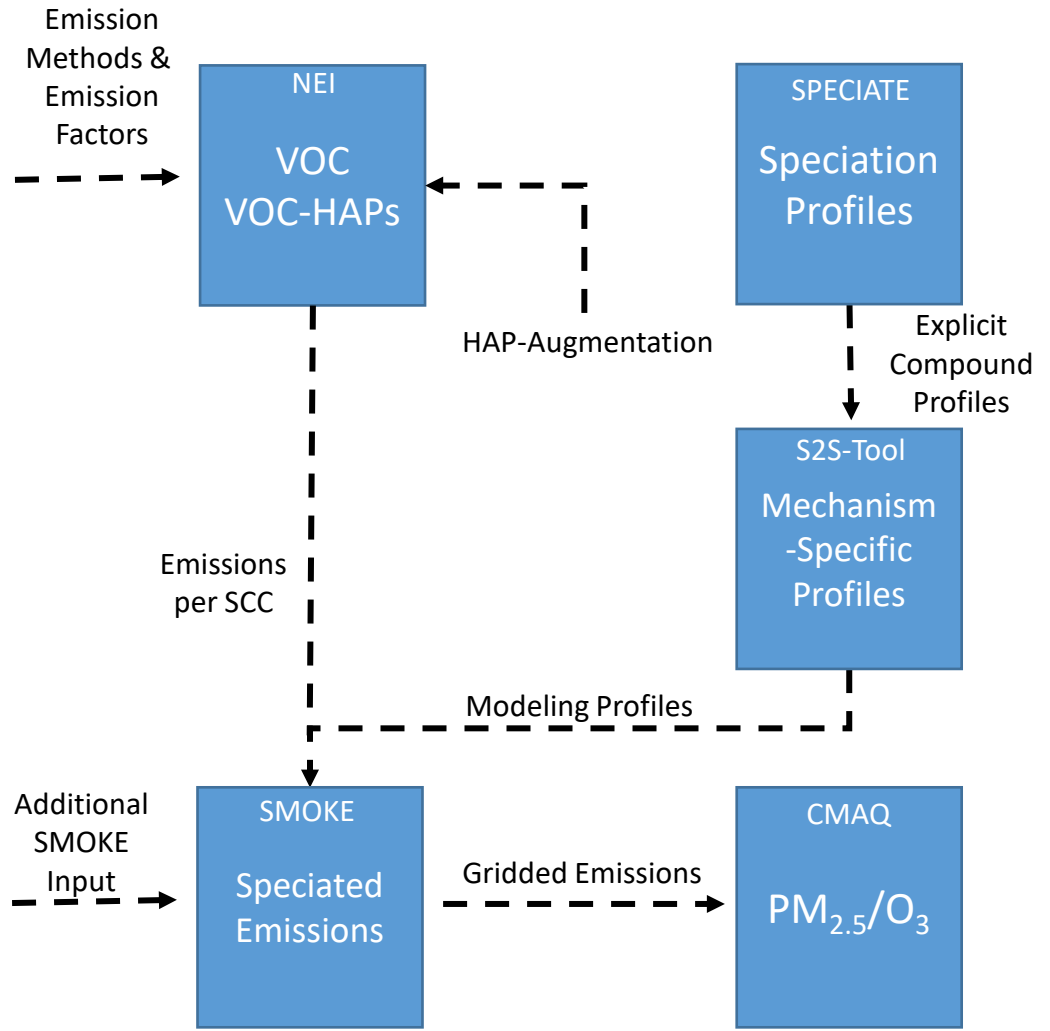 Emission
Methods &
Emission
Factors
NEI
VOC
VOC-HAPs
SPECIATE
Speciation
Profiles
HAP-Augmentation
Explicit
Compound
Profiles
S2S-Tool
Mechanism
-Specific
Profiles
Emissions
per SCC
Modeling Profiles
Additional
SMOKE
Input
SMOKE
Speciated
Emissions
Gridded Emissions
CMAQ
PM2.5/O3